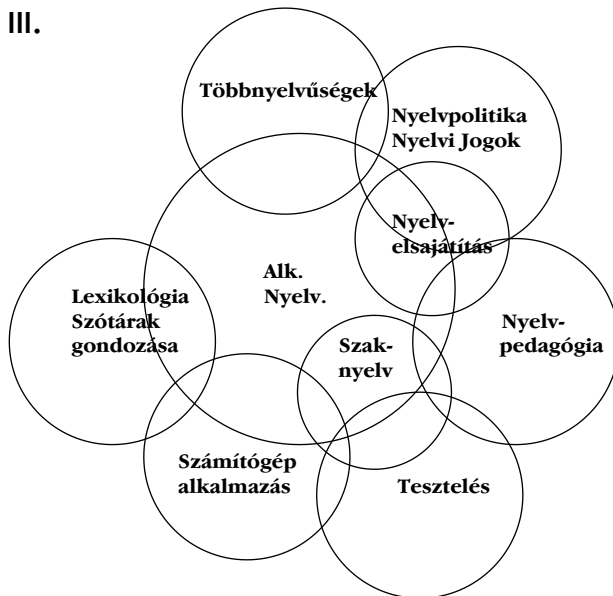 III.
Többnyelvűségek
Nyelvpolitika
Nyelvi Jogok
Nyelv-
elsajátítás
Alk.
Nyelv.
Lexikológia
Szótárak
gondozása
Nyelv-
pedagógia
Szak-
nyelv
Számítógép
alkalmazás
Tesztelés